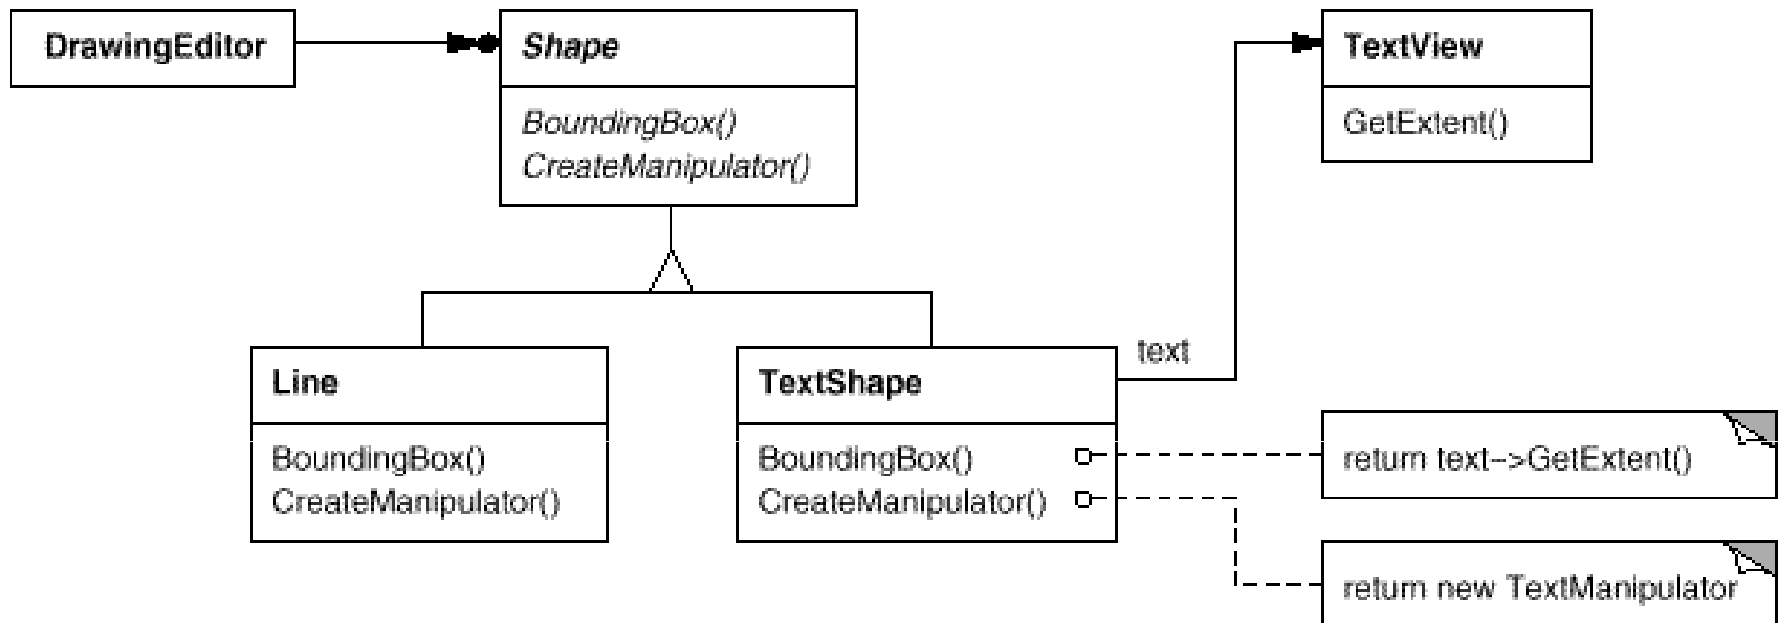 DrawingEditor
Shape
BoundingBox()
CreateManipulator()
TextView
GetExtent()
Line
BoundingBox()
CreateManipulator()
TextShape
BoundingBox()
CreateManipulator()
text
return text->GetExtent()
return new TextManipulator